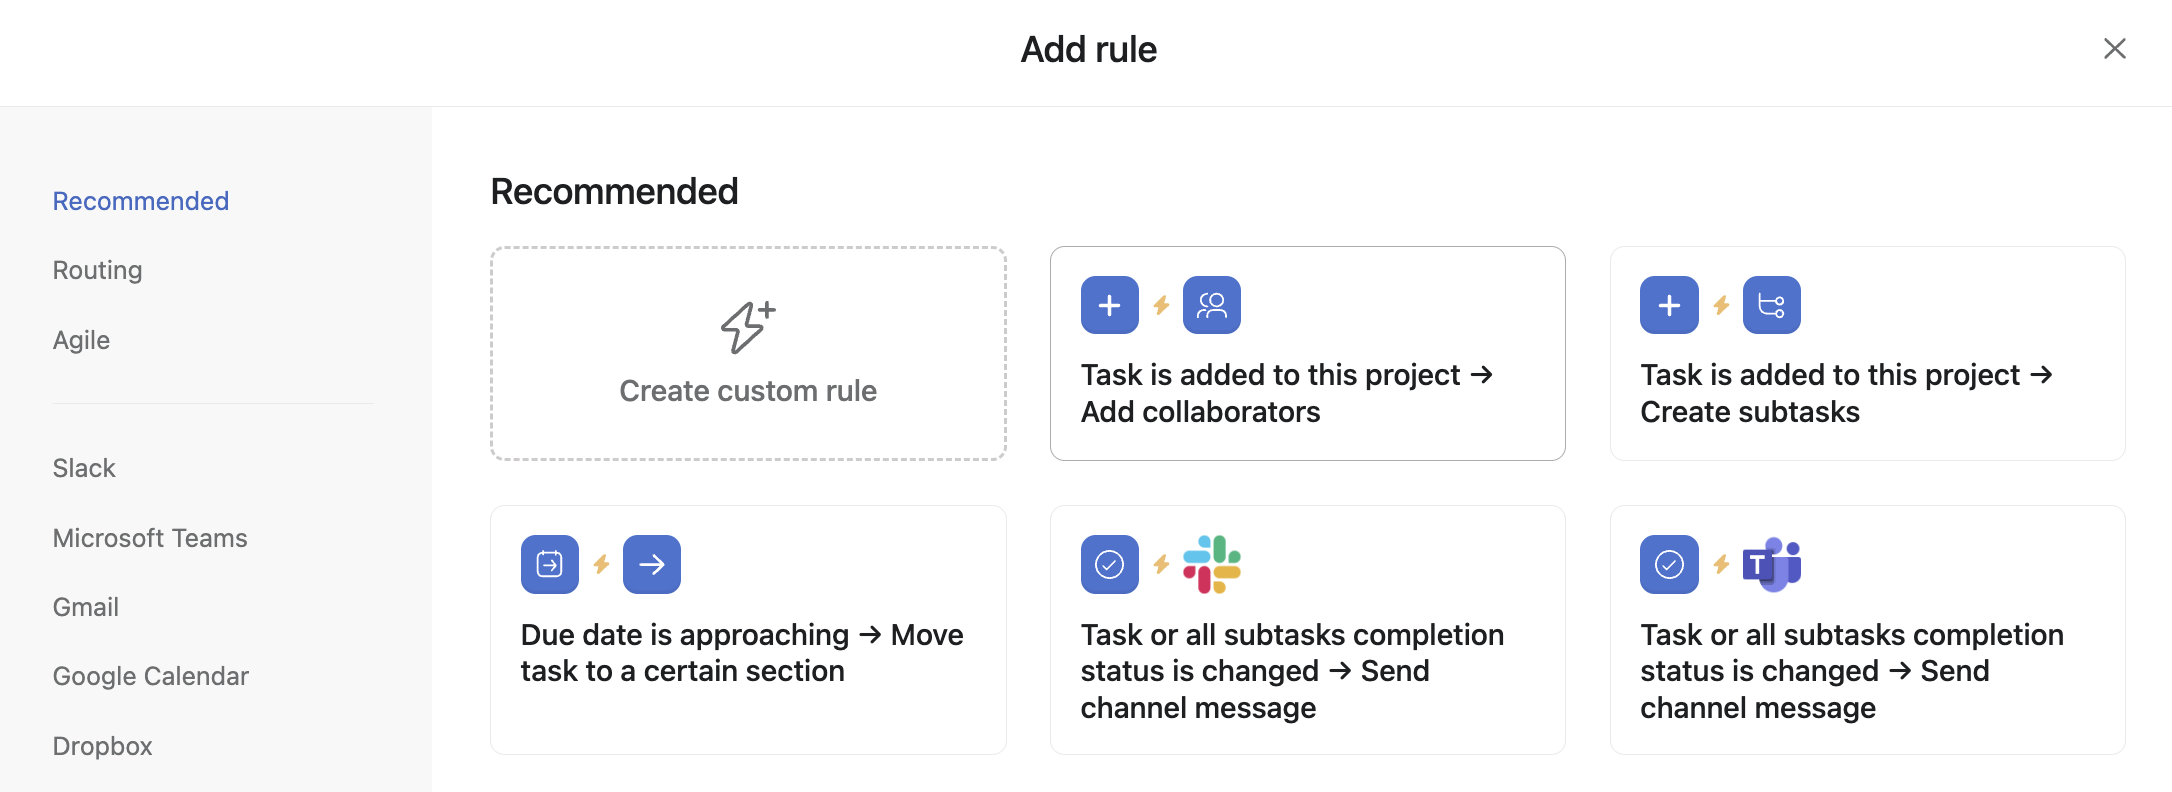 Add rule
Recommended
Routing
Agile
Slack
Microsoft Teams
Gmail
Google Calendar
Dropbox
Recommended
Create custom rule
Task is added to this project →
Add collaborators
Task is added to this project →
Create subtasks
Due date is approaching → Move
task to a certain section
Task or all subtasks completion
status is changed → Send
channel message
T
Task or all subtasks completion
status is changed → Send
channel message